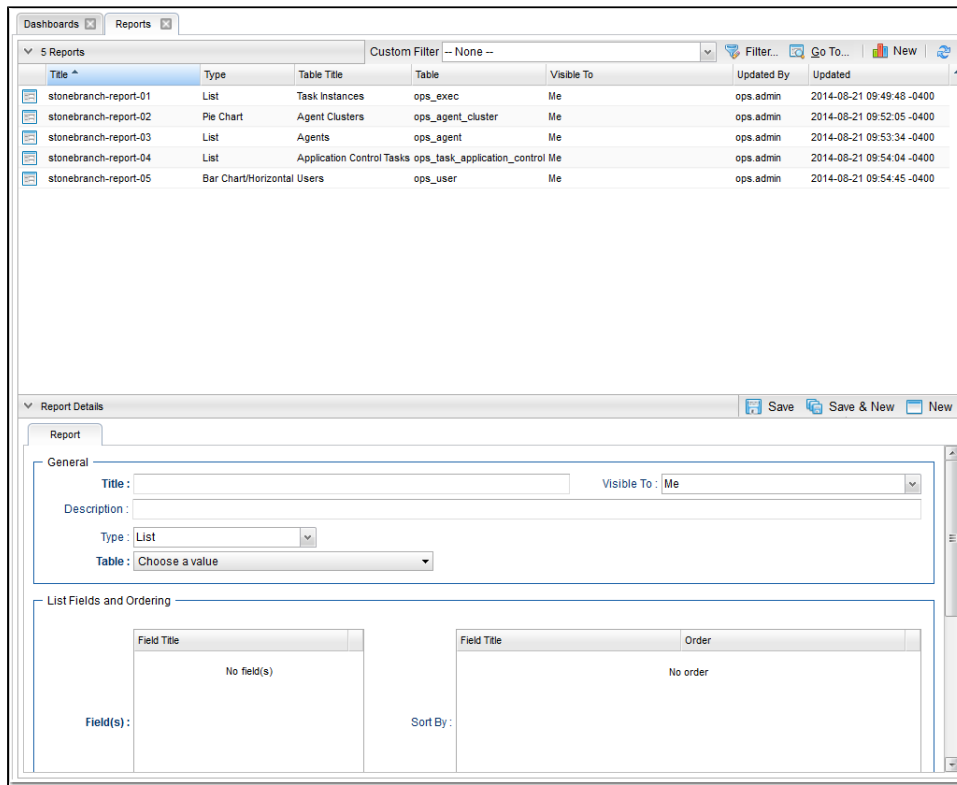 Dashboards Reports
5 Reports Custom Filter -- None -- Filter... Go To... New
Title Type Table Title Table Visible To Updated By Updated
stonebranch-report-01 List Task Instances ops_exec Me ops.admin 2014-08-21 09:49:48 -0400
stonebranch-report-02 Pie Chart Agent Clusters ops_agent_cluster Me ops.admin 2014-08-21 09:52:05 -0400
stonebranch-report-03 List Agents ops_agent Me ops.admin 2014-08-21 09:53:34 -0400
stonebranch-report-04 List Application Control Tasks ops_task_application_control Me ops.admin 2014-08-21 09:54:04 -0400
stonebranch-report-05 Bar Chart/Horizontal Users ops_user Me ops.admin 2014-08-21 09:54:45 -0400
Report Details Save Save & New New
Report
General
Title : Visible To : Me
Description :
Type : List
Table : Choose a value
List Fields and Ordering
Field Title Field Title Order
No field(s) No order
Field(s) : Sort By :